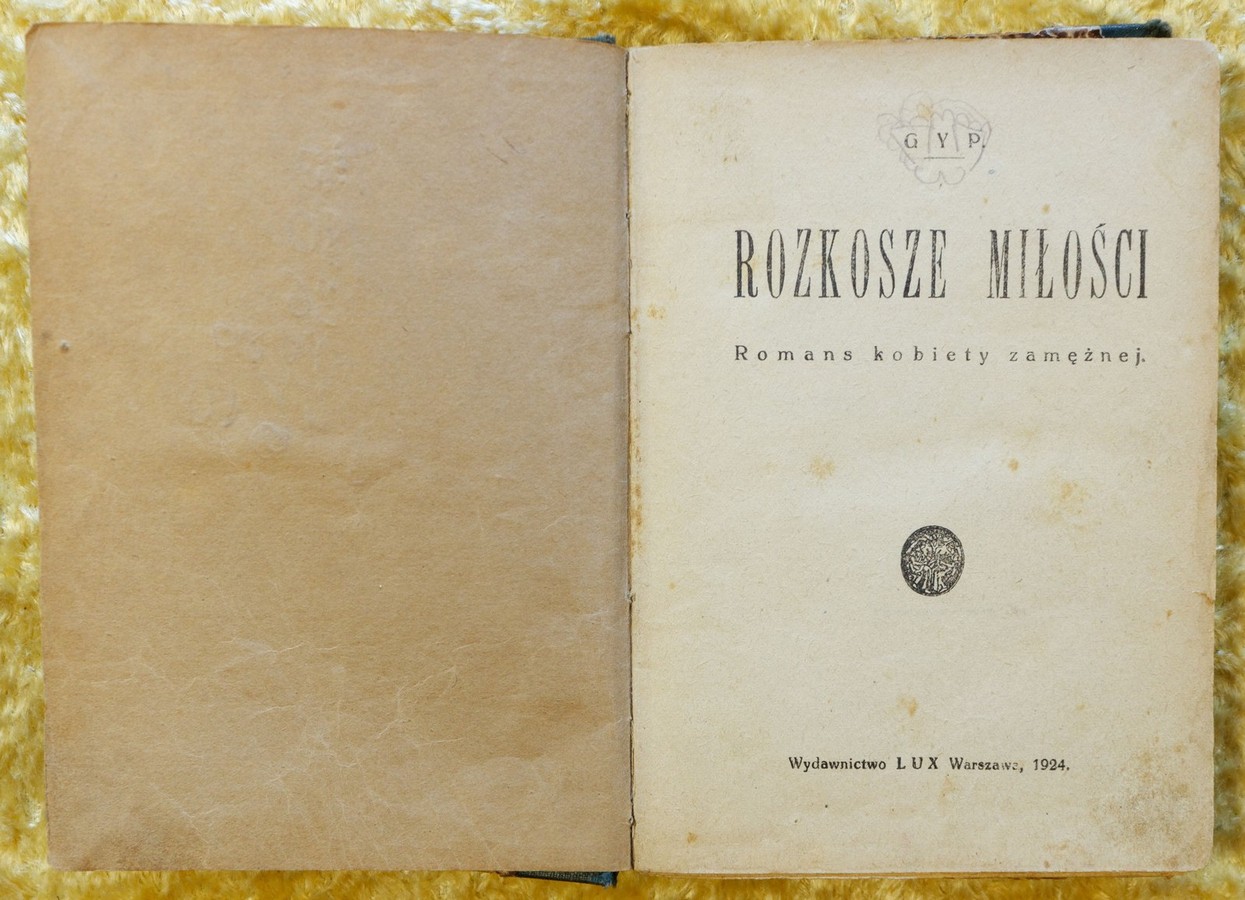 G Y P.
ROZKOSZE MIŁOŚCI
Romans kobiety zamężnej.
Wydawnictwo LUX Warszawa, 1924.